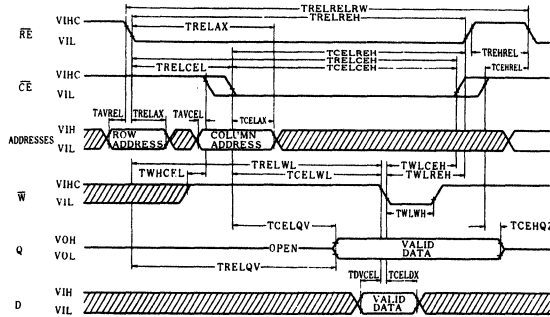 TRELRELRW
TRELREH
VIHC
TRELAX
RE
VIL
TCELREH
TREHREL
TRELCEH
VIHC
TRELCEL
TCELCEH
TCEHREL
CE
VIL
TAVREL
TRELAX
TAVCEL
TCELAX
VIH
ROW
COLUMN
ADDRESSES
VIL
ADDRESS
ADDRESS
TRELWL
TWLCEH
TWHCEL
TCELWL
TWLREH
VIHC
W
VIL
TWLWH
TCELQV
TCEHQZ
VOH
VALID
Q
OPEN
VOL
DATA
TRELQV
TDVCEL
TCELDX
VIH
VALID
D
VIL
DATA